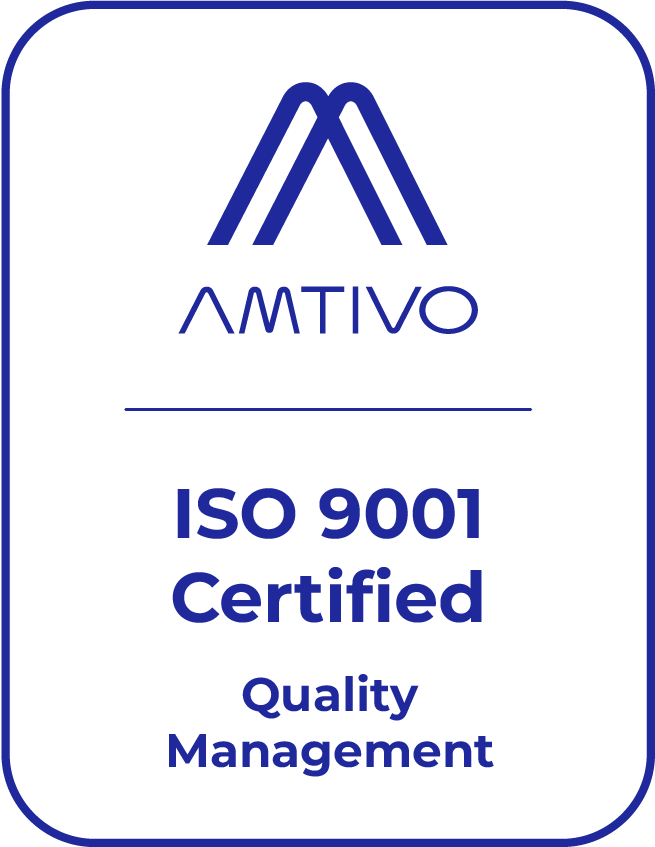 AMTIVO
ISO 9001
Certified
Quality
Management